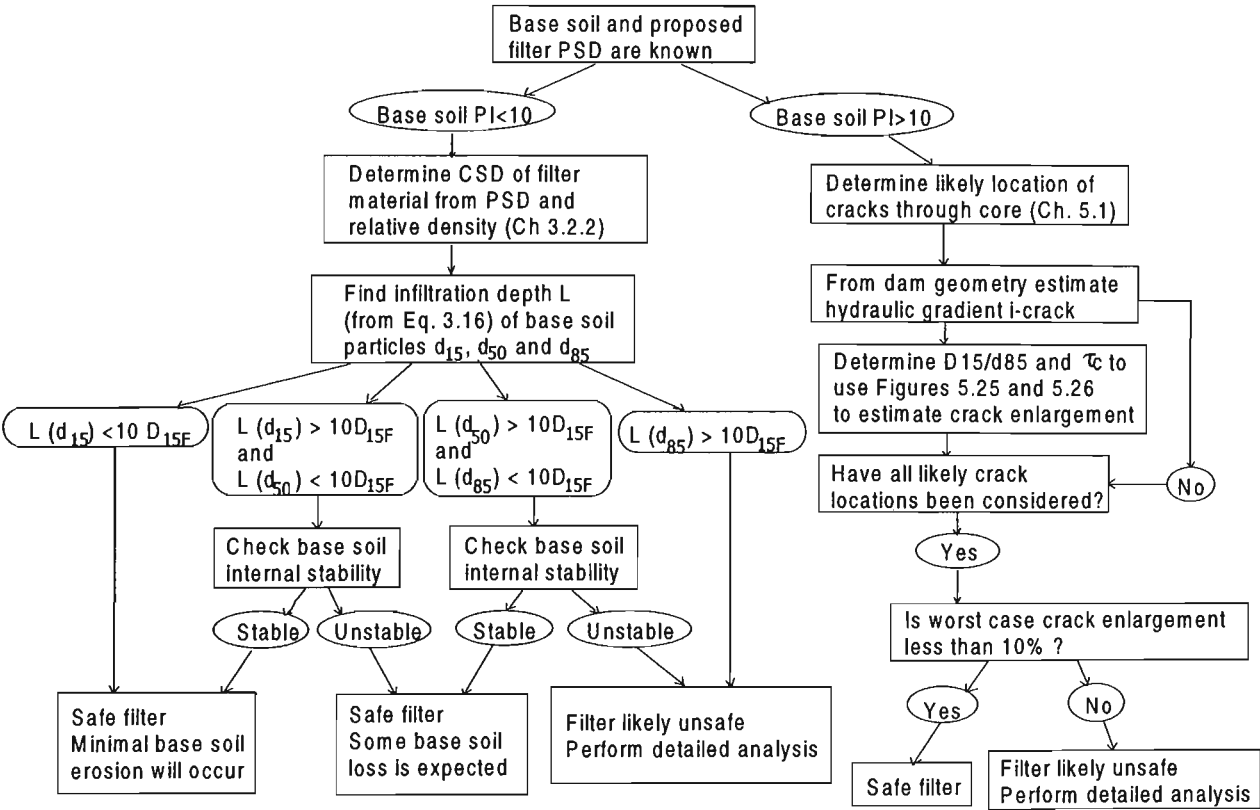 Base soil and proposed
filter PSD are known
Base soil PI<10
Base soil PI>10
Determine CSD of filter
material from PSD and
relative density (Ch 3.2.2)
Find infiltration depth L
(from Eq. 3.16) of base soil
particles d15, d50 and d85
L (d15) <10 D15F
L (d15) > 10D15F
and
L (d50) < 10D15F
L (d50) > 10D15F
and
L (d85) < 10D15F
L (d85) > 10D15F
Check base soil
internal stability
Check base soil
internal stability
Stable
Unstable
Stable
Unstable
Safe filter
Minimal base soil
erosion will occur
Safe filter
Some base soil
loss is expected
Filter likely unsafe
Perform detailed analysis
Determine likely location of
cracks through core (Ch. 5.1)
From dam geometry estimate
hydraulic gradient i-crack
Determine D15/d85 and τc to
use Figures 5.25 and 5.26
to estimate crack enlargement
Have all likely crack
locations been considered?
No
Yes
Is worst case crack enlargement
less than 10% ?
Yes
No
Safe filter
Filter likely unsafe
Perform detailed analysis